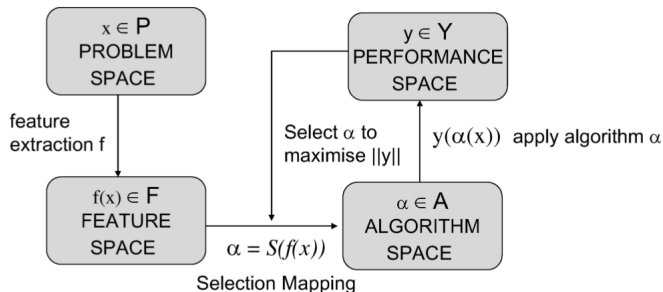 x ∈ P
PROBLEM
SPACE
y ∈ Y
PERFORMANCE
SPACE
feature
extraction f
Select α to
maximise ||y||
y(α(x)) apply algorithm α
f(x) ∈ F
FEATURE
SPACE
α ∈ A
ALGORITHM
SPACE
α = S(f(x))
Selection Mapping